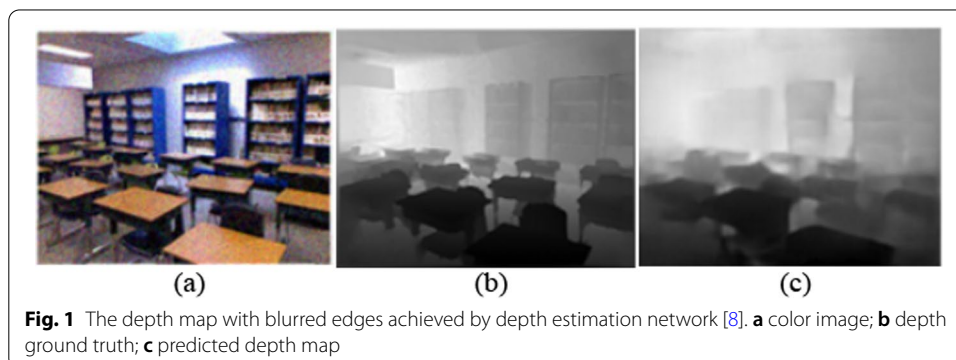 (a) (b) (c)
Fig. 1 The depth map with blurred edges achieved by depth estimation network [8]. a color image; b depth
ground truth; c predicted depth map